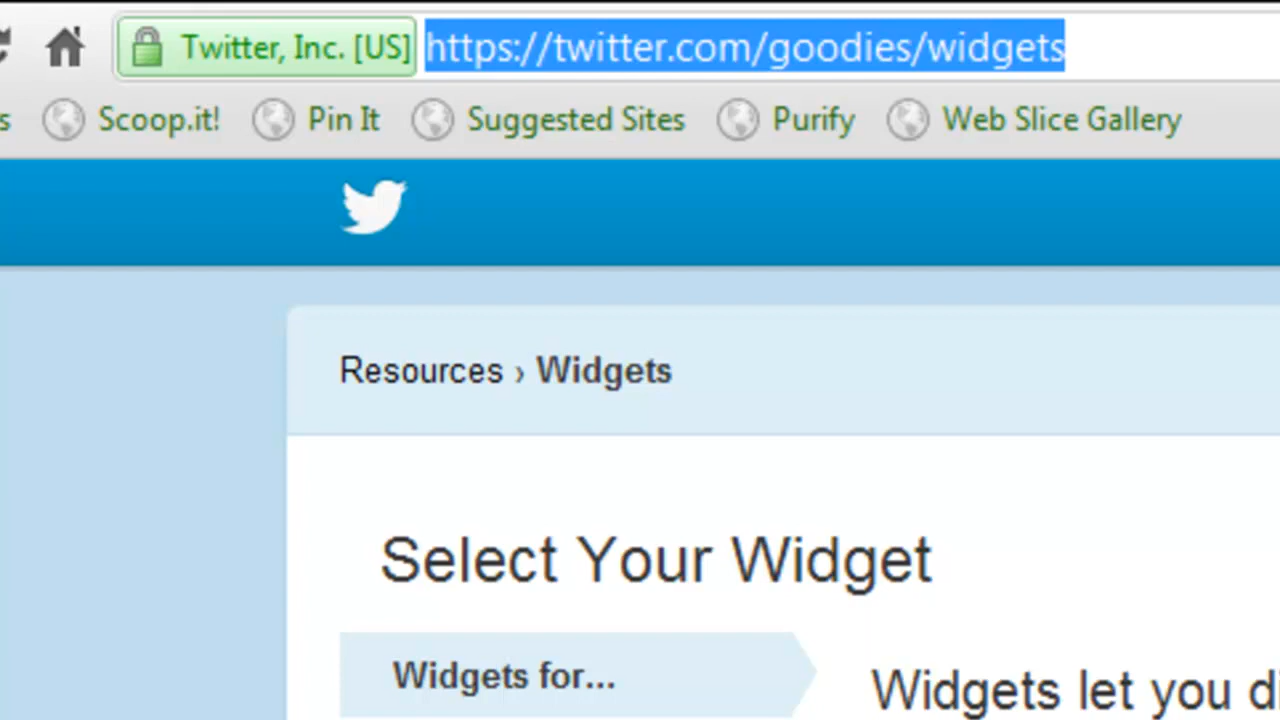 Twitter, Inc. [US] https://twitter.com/goodies/widgets
s Scoop.it! Pin It Suggested Sites Purify Web Slice Gallery
Resources › Widgets
Select Your Widget
Widgets for...
Widgets let you di